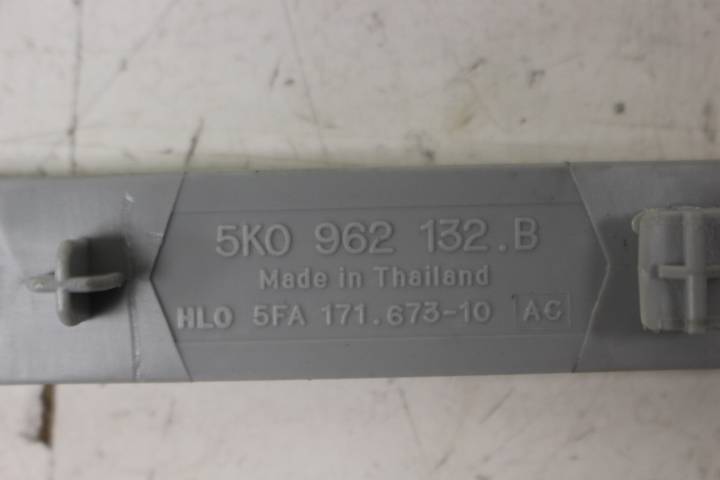 5K0 962 132.B
Made in Thailand
HLO 5FA 171.673-10 AC